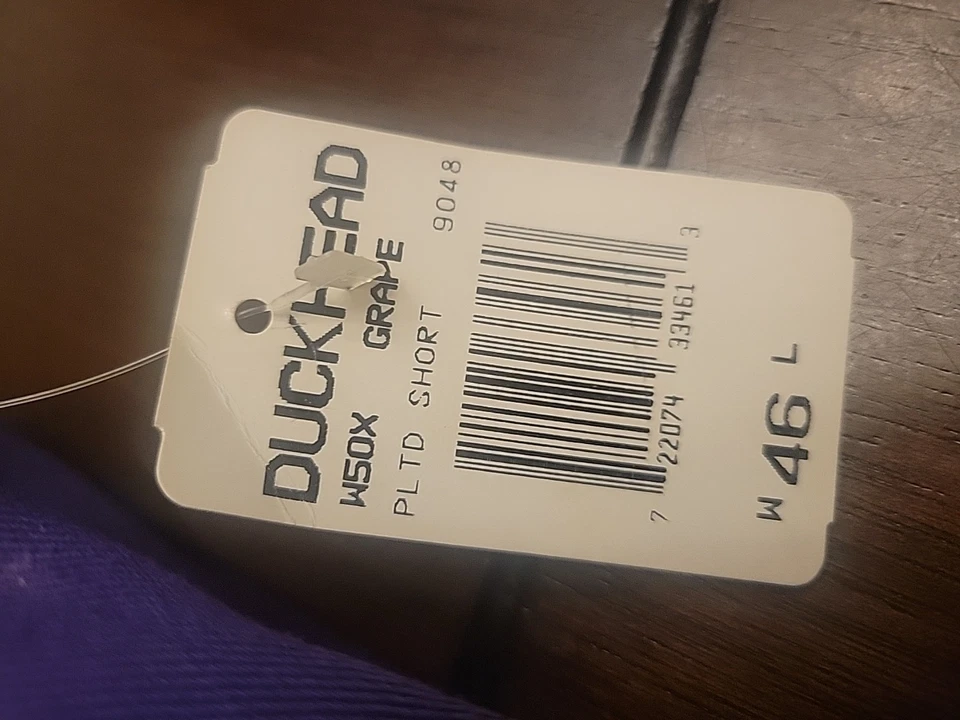 DUCKHEAD
W50X GRAPE
PLTD SHORT 9048
7 22074 33461 3
W 46 L